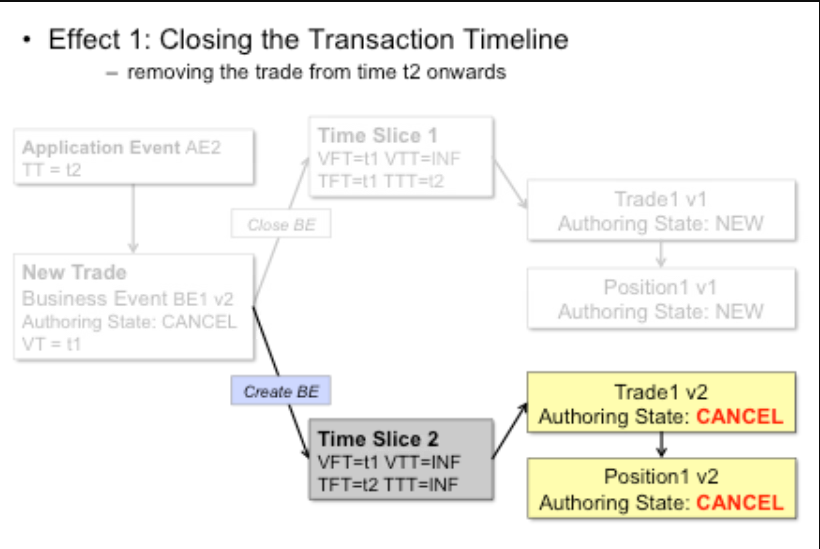 • Effect 1: Closing the Transaction Timeline
– removing the trade from time t2 onwards
Application Event AE2
TT = t2
Time Slice 1
VFT=t1 VTT=INF
TFT=t1 TTT=t2
Trade1 v1
Authoring State: NEW
Close BE
New Trade
Business Event BE1 v2
Authoring State: CANCEL
VT = t1
Position1 v1
Authoring State: NEW
Create BE
Time Slice 2
VFT=t1 VTT=INF
TFT=t2 TTT=INF
Trade1 v2
Authoring State: CANCEL
Position1 v2
Authoring State: CANCEL